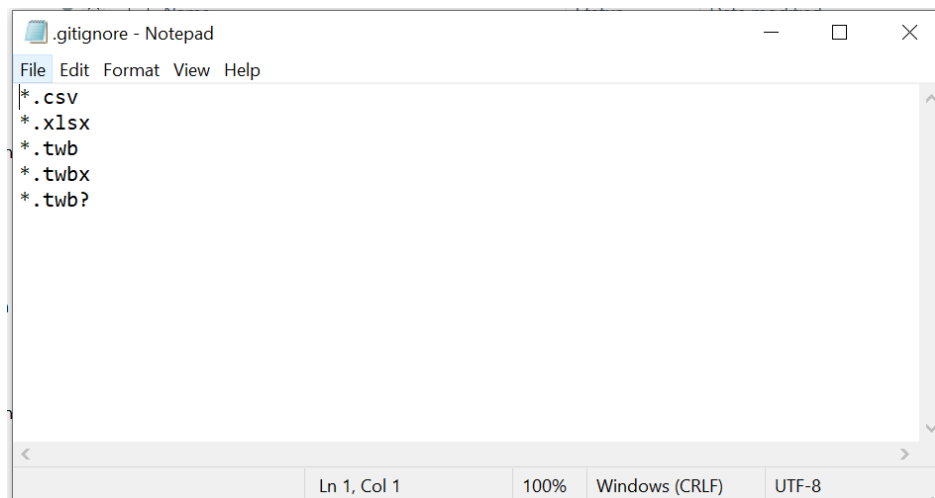 .gitignore - Notepad
File Edit Format View Help
*.csv
*.xlsx
*.twb
*.twbx
*.twb?
Ln 1, Col 1 100% Windows (CRLF) UTF-8